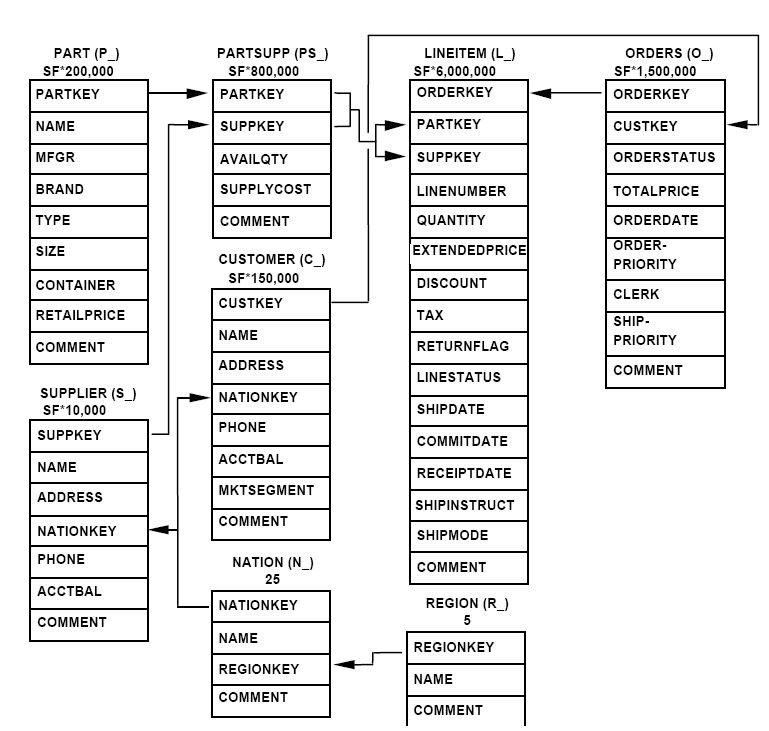 PART (P_)
SF*200,000
PARTKEY
NAME
MFGR
BRAND
TYPE
SIZE
CONTAINER
RETAILPRICE
COMMENT
SUPPLIER (S_)
SF*10,000
SUPPKEY
NAME
ADDRESS
NATIONKEY
PHONE
ACCTBAL
COMMENT
PARTSUPP (PS_)
SF*800,000
PARTKEY
SUPPKEY
AVAILQTY
SUPPLYCOST
COMMENT
CUSTOMER (C_)
SF*150,000
CUSTKEY
NAME
ADDRESS
NATIONKEY
PHONE
ACCTBAL
MKTSEGMENT
COMMENT
NATION (N_)
25
NATIONKEY
NAME
REGIONKEY
COMMENT
LINEITEM (L_)
SF*6,000,000
ORDERKEY
PARTKEY
SUPPKEY
LINENUMBER
QUANTITY
EXTENDEDPRICE
DISCOUNT
TAX
RETURNFLAG
LINESTATUS
SHIPDATE
COMMITDATE
RECEIPTDATE
SHIPINSTRUCT
SHIPMODE
COMMENT
REGION (R_)
5
REGIONKEY
NAME
COMMENT
ORDERS (O_)
SF*1,500,000
ORDERKEY
CUSTKEY
ORDERSTATUS
TOTALPRICE
ORDERDATE
ORDER-
PRIORITY
CLERK
SHIP-
PRIORITY
COMMENT